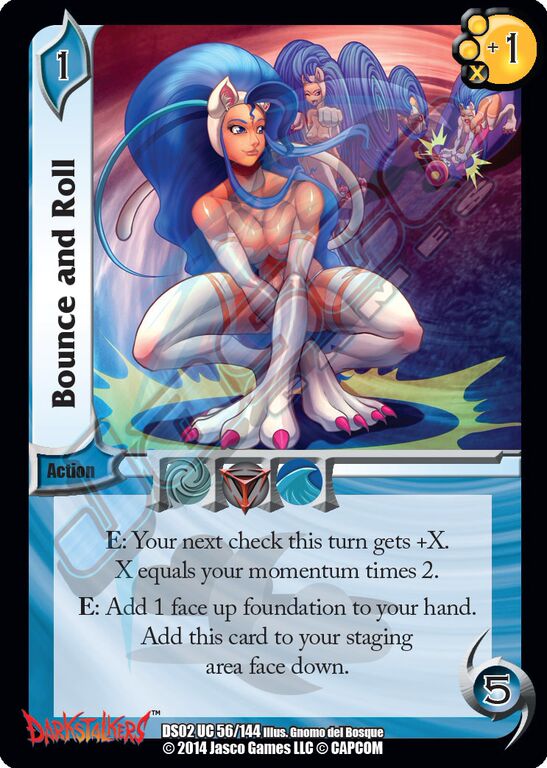 1
+ 1
X
Bounce and Roll
Action
E: Your next check this turn gets +X.
X equals your momentum times 2.
E: Add 1 face up foundation to your hand.
Add this card to your staging
area face down.
5
DARKSTALKERS™
DS02 UC 56/144 Illus. Gnomo del Bosque
© 2014 Jasco Games LLC © CAPCOM